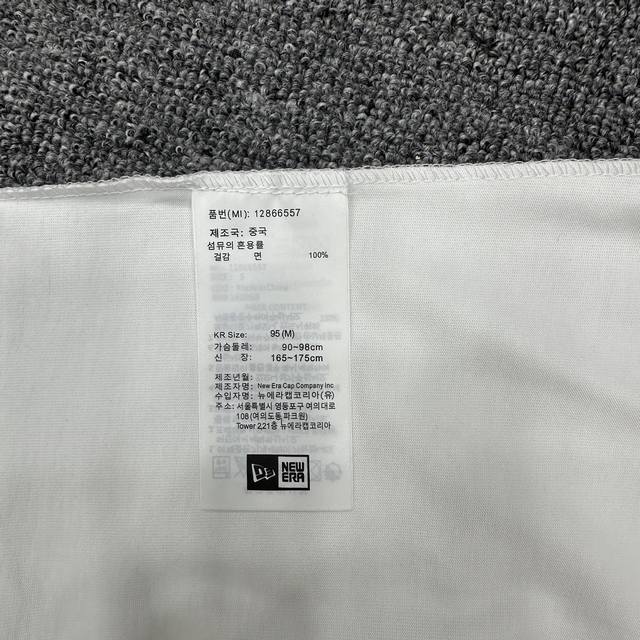 품번(MI): 12866557
제조국: 중국
섬유의 혼용률
겉감 면 100%
KR Size: 95 (M)
가슴둘레: 90~98cm
신 장: 165~175cm
제조년월:
제조자명: New Era Cap Company inc
수입자명: 뉴에라캡코리아(유)
주소: 서울특별시 영등포구 여의대로
108 (여의도동 파크원)
Tower 2,21층 뉴에라캡코리아
NEW
ERA